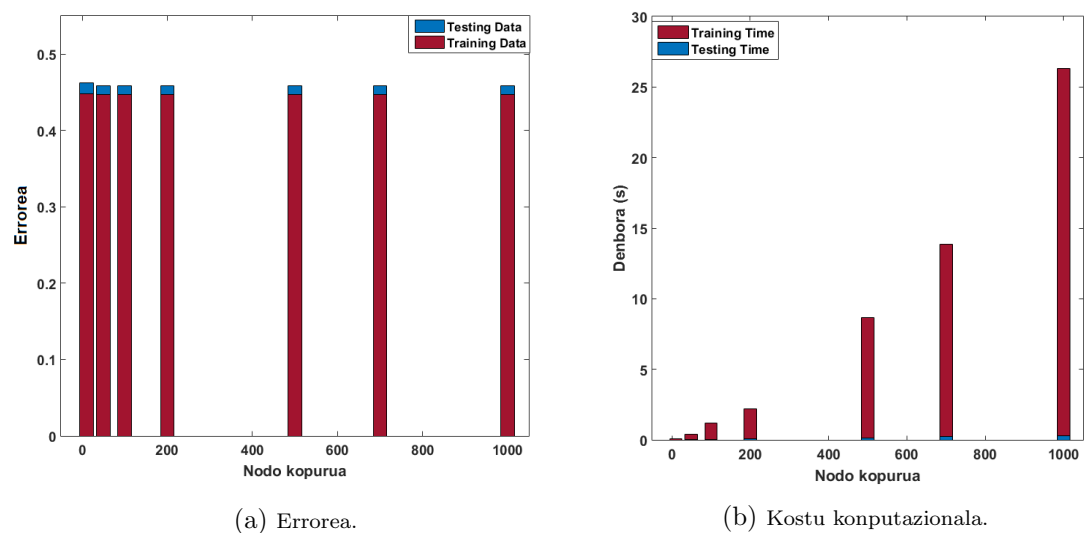 Testing Data
Training Data
0.5
0.4
0.3
0.2
0.1
0
Errorea
0 200 400 600 800 1000
Nodo kopurua
(a) Errorea.
Training Time
Testing Time
30
25
20
15
10
5
0
Denbora (s)
0 200 400 600 800 1000
Nodo kopurua
(b) Kostu konputazionala.